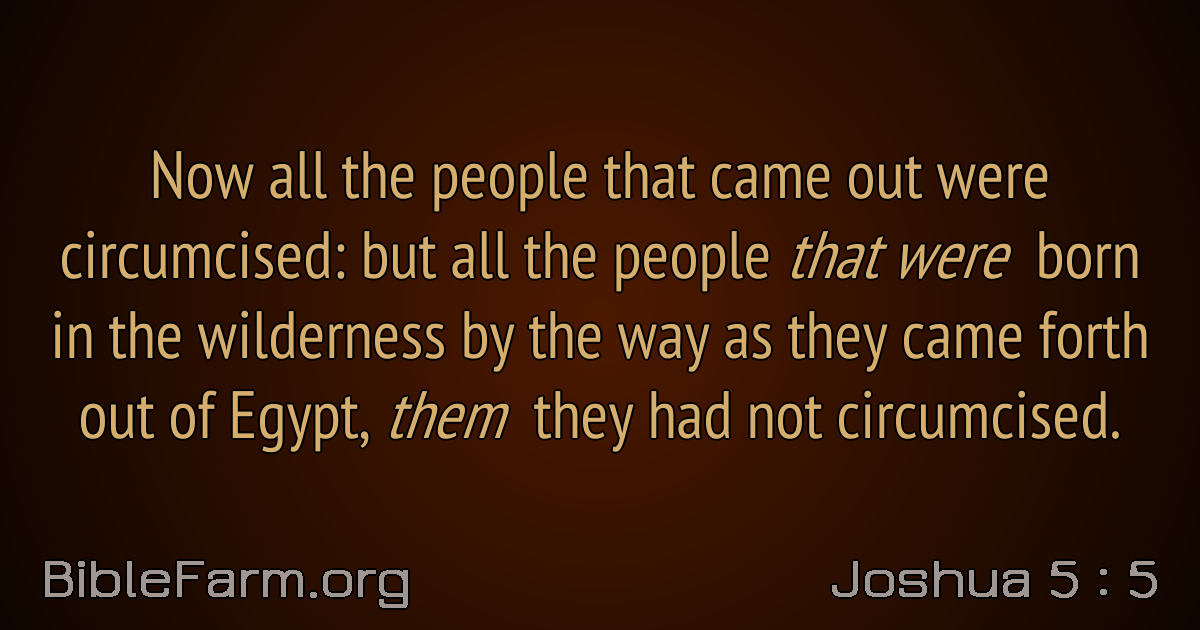 Now all the people that came out were
circumcised: but all the people that were born
in the wilderness by the way as they came forth
out of Egypt, them they had not circumcised.
BibleFarm.org
Joshua 5 : 5